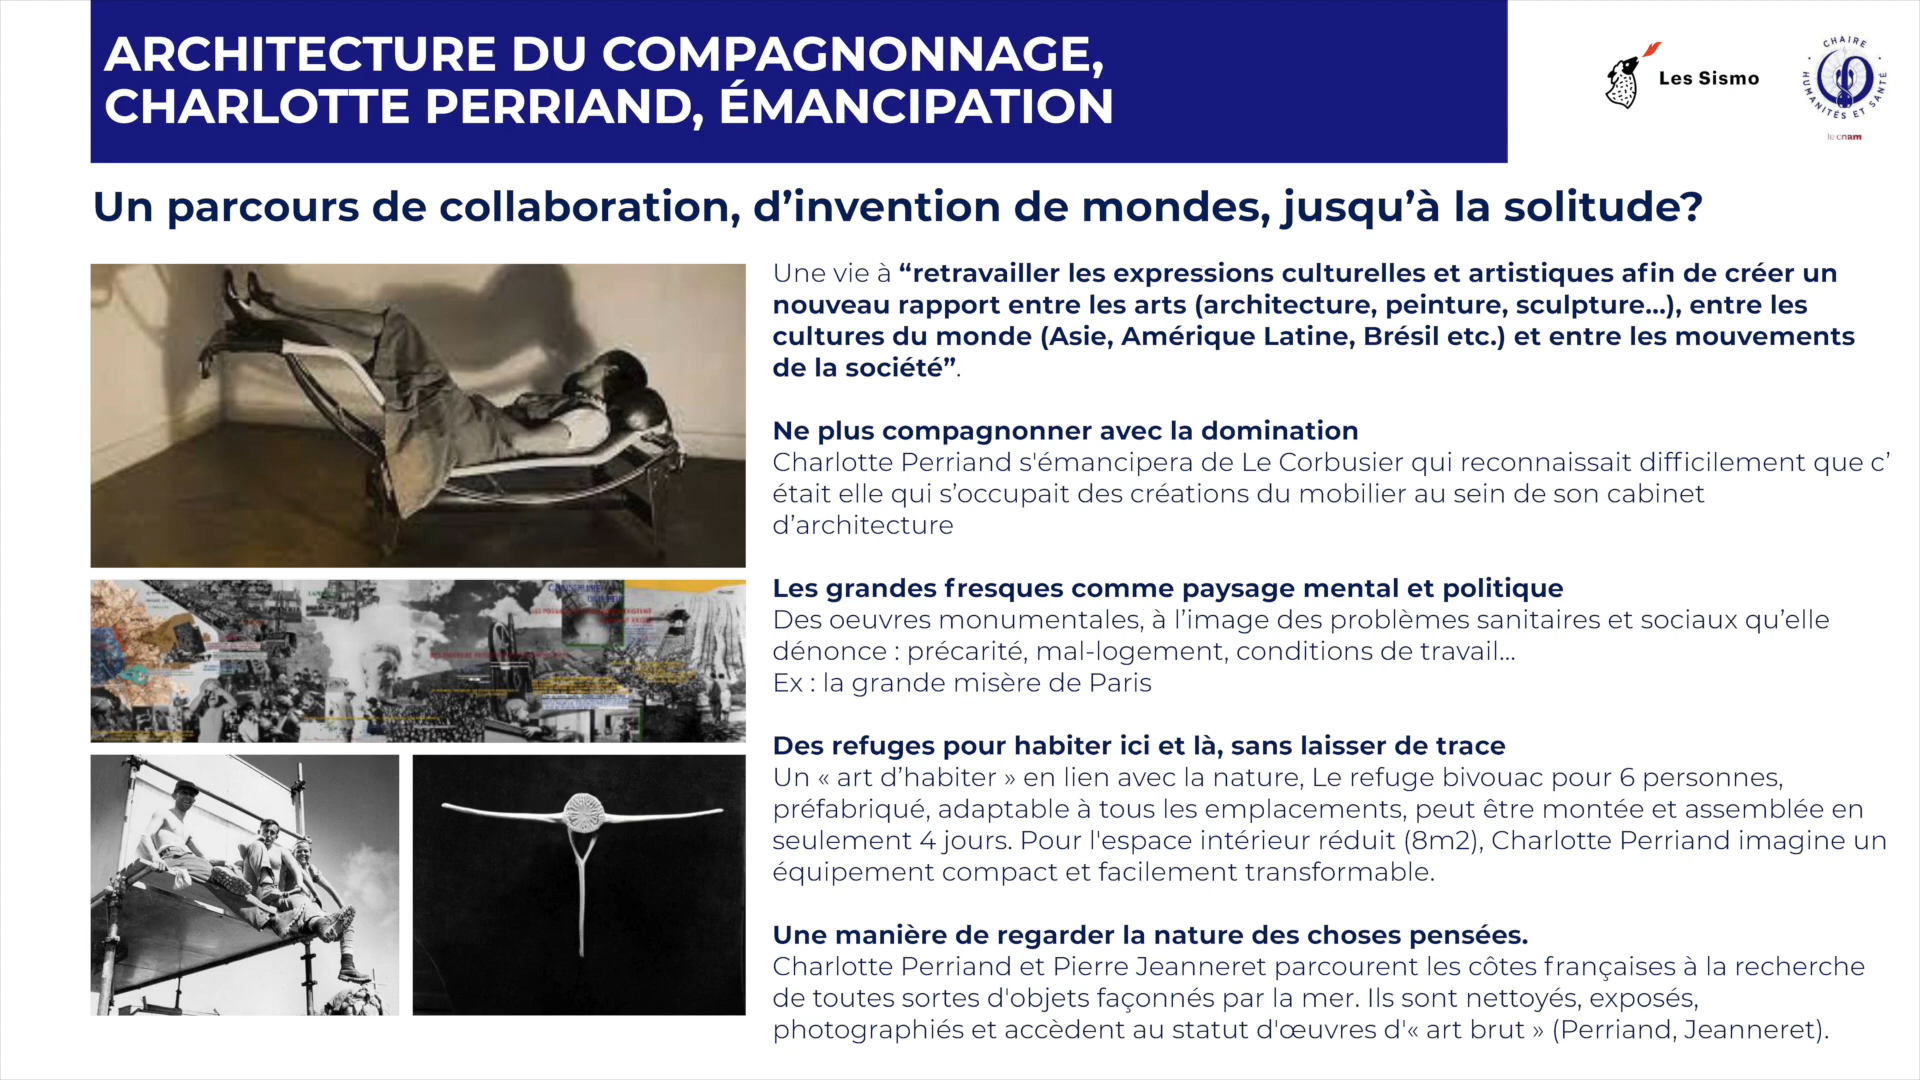 ARCHITECTURE DU COMPAGNONNAGE,
CHARLOTTE PERRIAND, ÉMANCIPATION
Les Sismo
CHAIRE
HUMANITÉS ET SANTÉ
le cnam
Un parcours de collaboration, d’invention de mondes, jusqu’à la solitude?
Une vie à “retravailler les expressions culturelles et artistiques afin de créer un
nouveau rapport entre les arts (architecture, peinture, sculpture...), entre les
cultures du monde (Asie, Amérique Latine, Brésil etc.) et entre les mouvements
de la société”.
Ne plus compagnonner avec la domination
Charlotte Perriand s'émancipera de Le Corbusier qui reconnaissait difficilement que c’
était elle qui s’occupait des créations du mobilier au sein de son cabinet
d’architecture
Les grandes fresques comme paysage mental et politique
Des oeuvres monumentales, à l’image des problèmes sanitaires et sociaux qu’elle
dénonce : précarité, mal-logement, conditions de travail...
Ex : la grande misère de Paris
Des refuges pour habiter ici et là, sans laisser de trace
Un « art d’habiter » en lien avec la nature, Le refuge bivouac pour 6 personnes,
préfabriqué, adaptable à tous les emplacements, peut être montée et assemblée en
seulement 4 jours. Pour l'espace intérieur réduit (8m2), Charlotte Perriand imagine un
équipement compact et facilement transformable.
Une manière de regarder la nature des choses pensées.
Charlotte Perriand et Pierre Jeanneret parcourent les côtes françaises à la recherche
de toutes sortes d'objets façonnés par la mer. Ils sont nettoyés, exposés,
photographiés et accèdent au statut d'œuvres d'« art brut » (Perriand, Jeanneret).